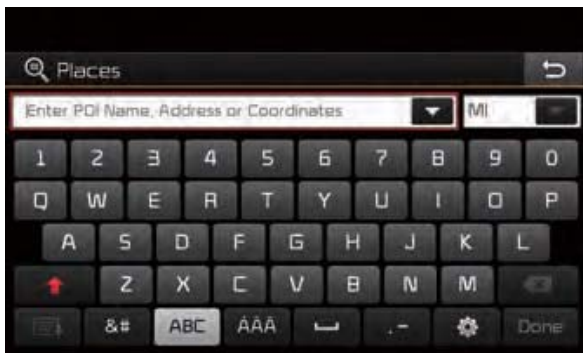 Places
Enter POI Name, Address or Coordinates MI
1 2 3 4 5 6 7 8 9 0
Q W E R T Y U I O P
A S D F G H J K L
Z X C V B N M
&# ABC ÀÂÄ .- Done